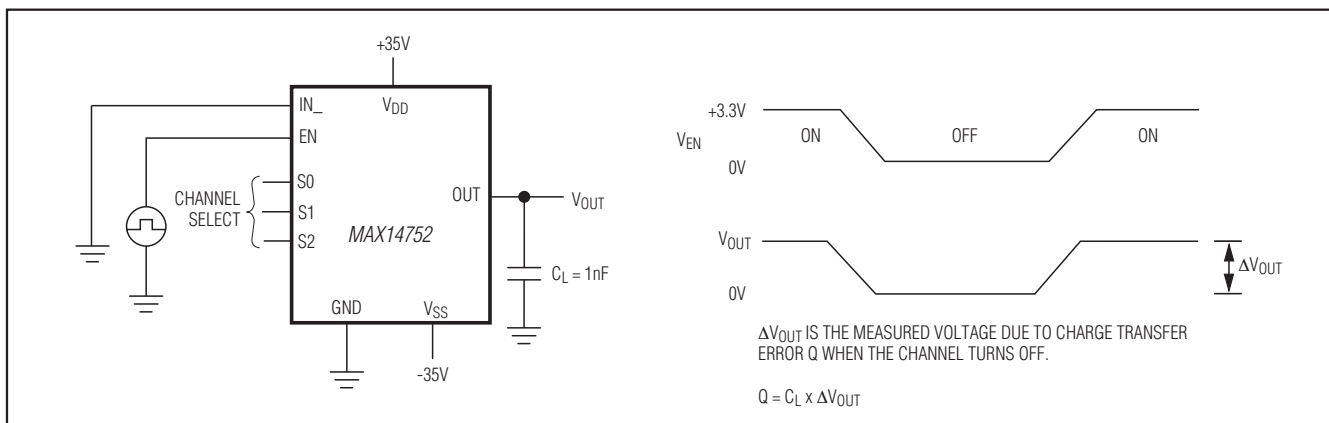 +35V
IN_
VDD
EN
S0
CHANNEL
SELECT
S1
S2
OUT
VOUT
MAX14752
CL = 1nF
GND
VSS
-35V
+3.3V
VEN
ON
OFF
ON
0V
VOUT
ΔVOUT
0V
ΔVOUT IS THE MEASURED VOLTAGE DUE TO CHARGE TRANSFER
ERROR Q WHEN THE CHANNEL TURNS OFF.
Q = CL x ΔVOUT